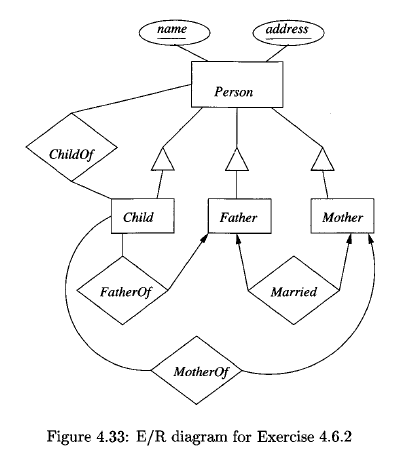 name
address
Person
ChildOf
Child
Father
Mother
FatherOf
Married
MotherOf
Figure 4.33: E/R diagram for Exercise 4.6.2